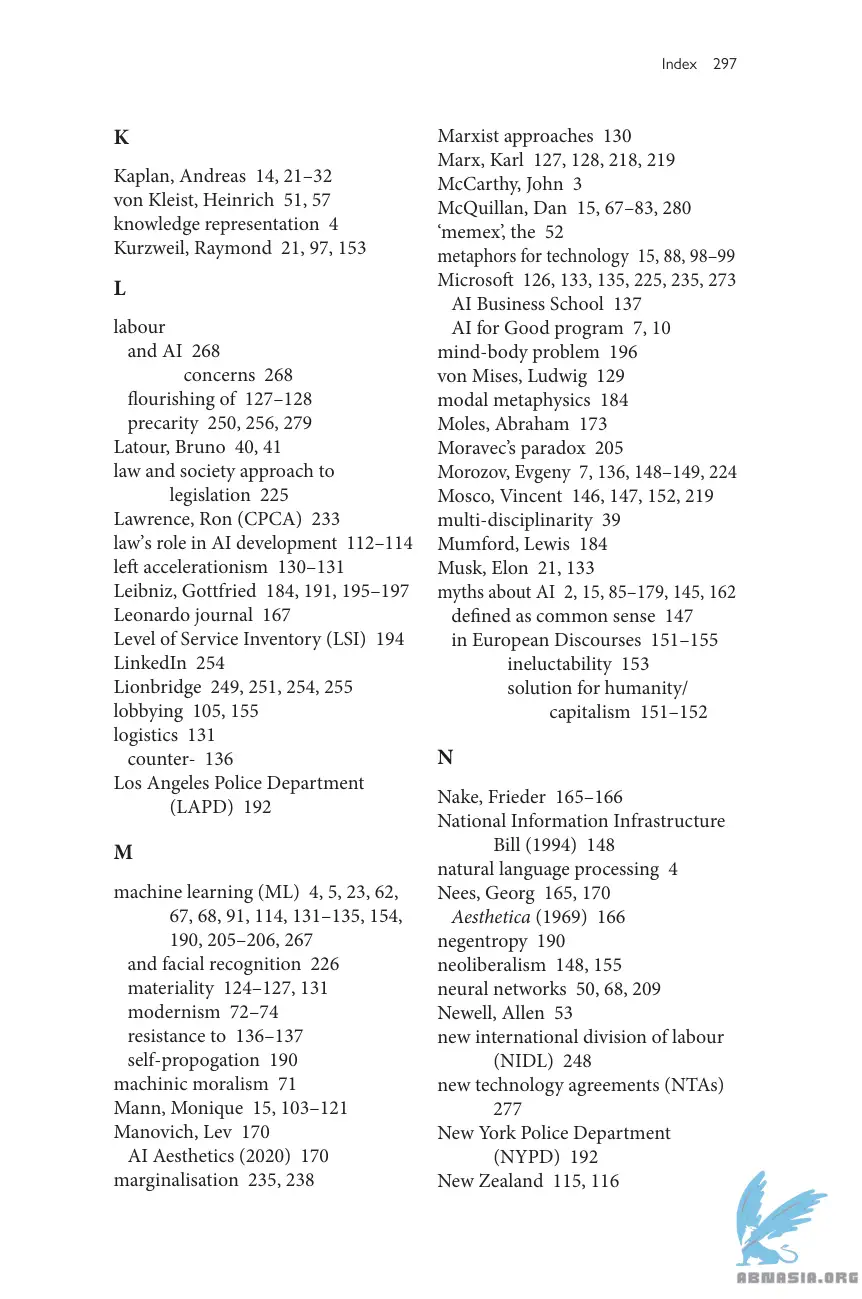 Index 297
K
Kaplan, Andreas 14, 21–32
von Kleist, Heinrich 51, 57
knowledge representation 4
Kurzweil, Raymond 21, 97, 153
L
labour
and AI 268
concerns 268
flourishing of 127–128
precarity 250, 256, 279
Latour, Bruno 40, 41
law and society approach to
legislation 225
Lawrence, Ron (CPCA) 233
law’s role in AI development 112–114
left accelerationism 130–131
Leibniz, Gottfried 184, 191, 195–197
Leonardo journal 167
Level of Service Inventory (LSI) 194
LinkedIn 254
Lionbridge 249, 251, 254, 255
lobbying 105, 155
logistics 131
counter- 136
Los Angeles Police Department
(LAPD) 192
M
machine learning (ML) 4, 5, 23, 62,
67, 68, 91, 114, 131–135, 154,
190, 205–206, 267
and facial recognition 226
materiality 124–127, 131
modernism 72–74
resistance to 136–137
self-propogation 190
machinic moralism 71
Mann, Monique 15, 103–121
Manovich, Lev 170
AI Aesthetics (2020) 170
marginalisation 235, 238
Marxist approaches 130
Marx, Karl 127, 128, 218, 219
McCarthy, John 3
McQuillan, Dan 15, 67–83, 280
‘memex’, the 52
metaphors for technology 15, 88, 98–99
Microsoft 126, 133, 135, 225, 235, 273
AI Business School 137
AI for Good program 7, 10
mind-body problem 196
von Mises, Ludwig 129
modal metaphysics 184
Moles, Abraham 173
Moravec’s paradox 205
Morozov, Evgeny 7, 136, 148–149, 224
Mosco, Vincent 146, 147, 152, 219
multi-disciplinarity 39
Mumford, Lewis 184
Musk, Elon 21, 133
myths about AI 2, 15, 85–179, 145, 162
defined as common sense 147
in European Discourses 151–155
ineluctability 153
solution for humanity/
capitalism 151–152
N
Nake, Frieder 165–166
National Information Infrastructure
Bill (1994) 148
natural language processing 4
Nees, Georg 165, 170
Aesthetica (1969) 166
negentropy 190
neoliberalism 148, 155
neural networks 50, 68, 209
Newell, Allen 53
new international division of labour
(NIDL) 248
new technology agreements (NTAs)
277
New York Police Department
(NYPD) 192
New Zealand 115, 116
ABNASIA.ORG